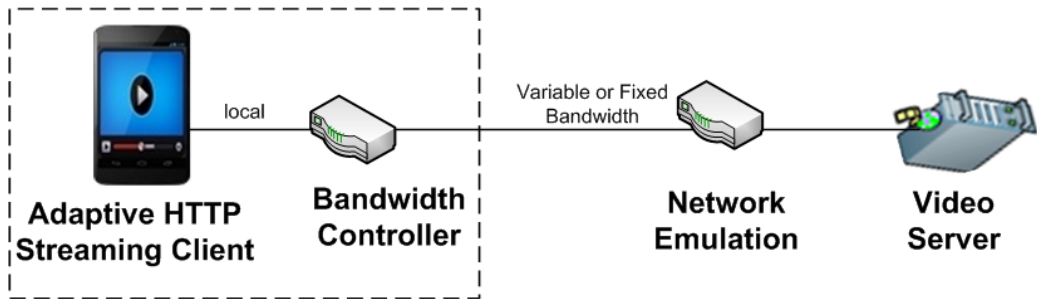 local
Variable or Fixed
Bandwidth
Adaptive HTTP
Streaming Client
Bandwidth
Controller
Network
Emulation
Video
Server